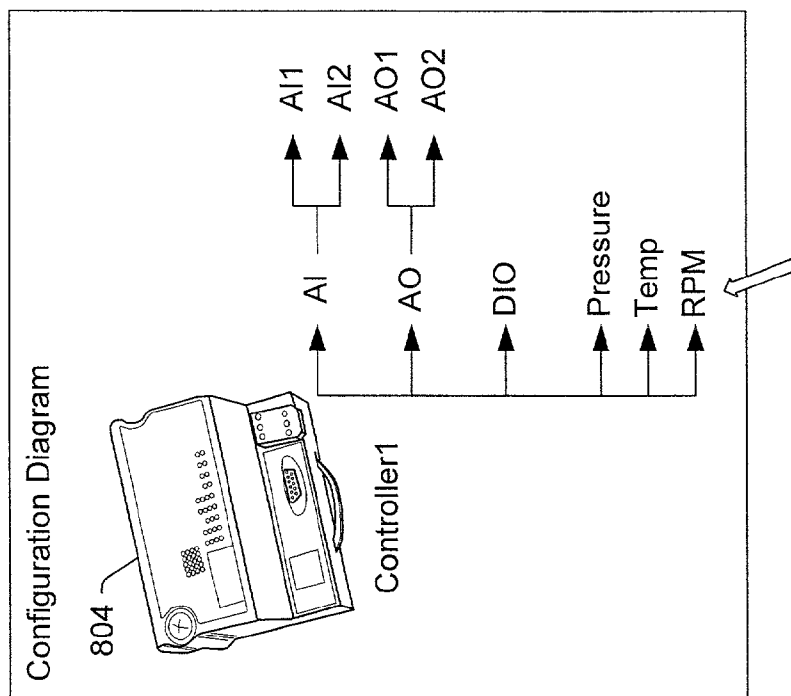 Configuration Diagram
804
Controller1
AI
AI1
AI2
AO
AO1
AO2
DIO
Pressure
Temp
RPM